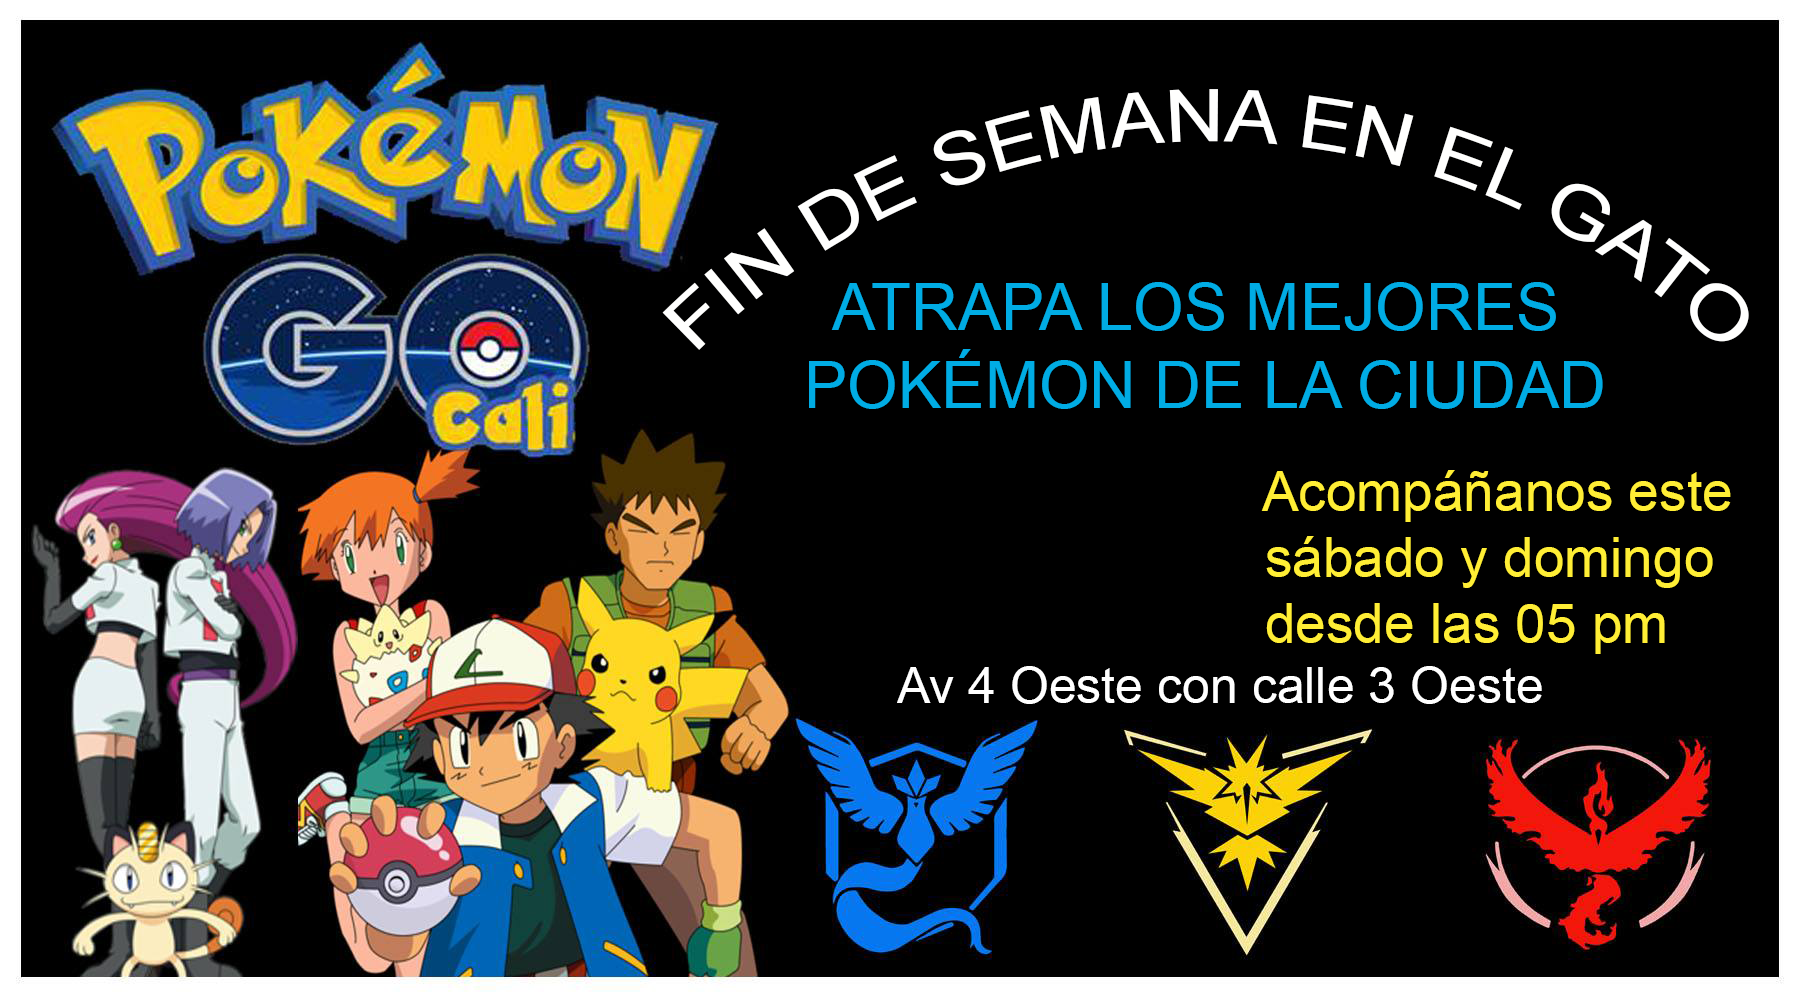 POKÉMON
GO
Cali
FIN DE SEMANA EN EL GATO
ATRAPA LOS MEJORES
POKÉMON DE LA CIUDAD
Acompáñanos este
sábado y domingo
desde las 05 pm
Av 4 Oeste con calle 3 Oeste